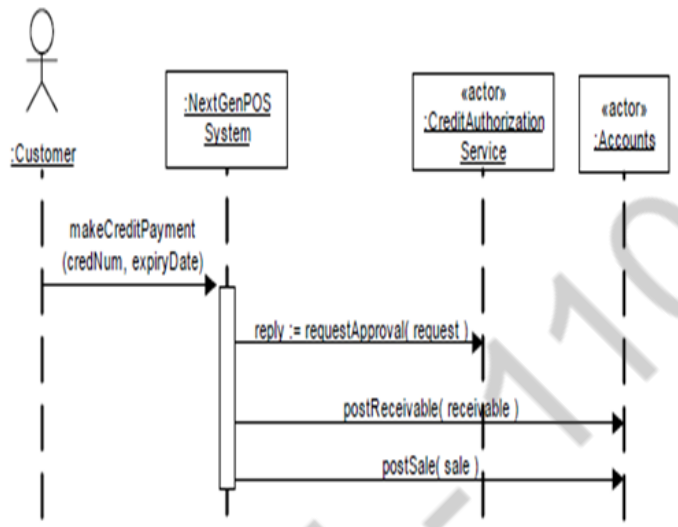 :Customer
:NextGenPOS
System
«actor»
:CreditAuthorization
Service
«actor»
:Accounts
makeCreditPayment
(credNum, expiryDate)
reply := requestApproval( request )
postReceivable( receivable )
postSale( sale )